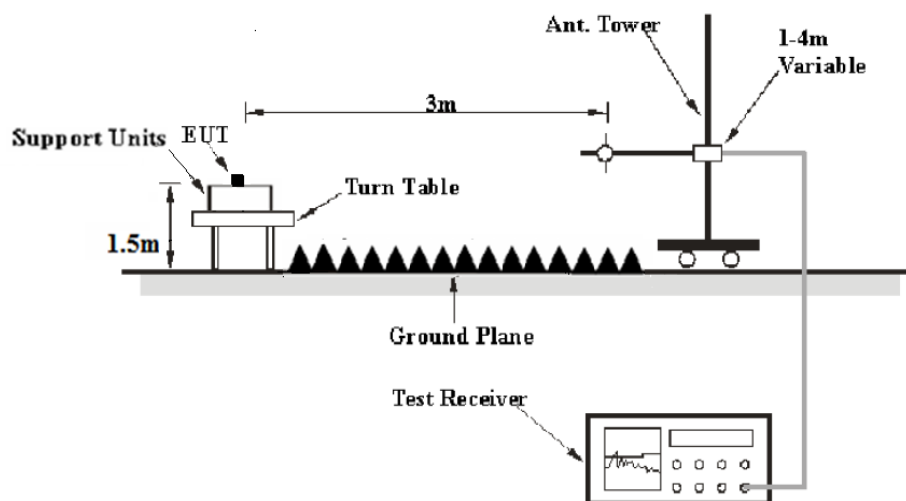 Ant. Tower
1-4m
Variable
3m
Support Units
EUT
Turn Table
1.5m
Ground Plane
Test Receiver